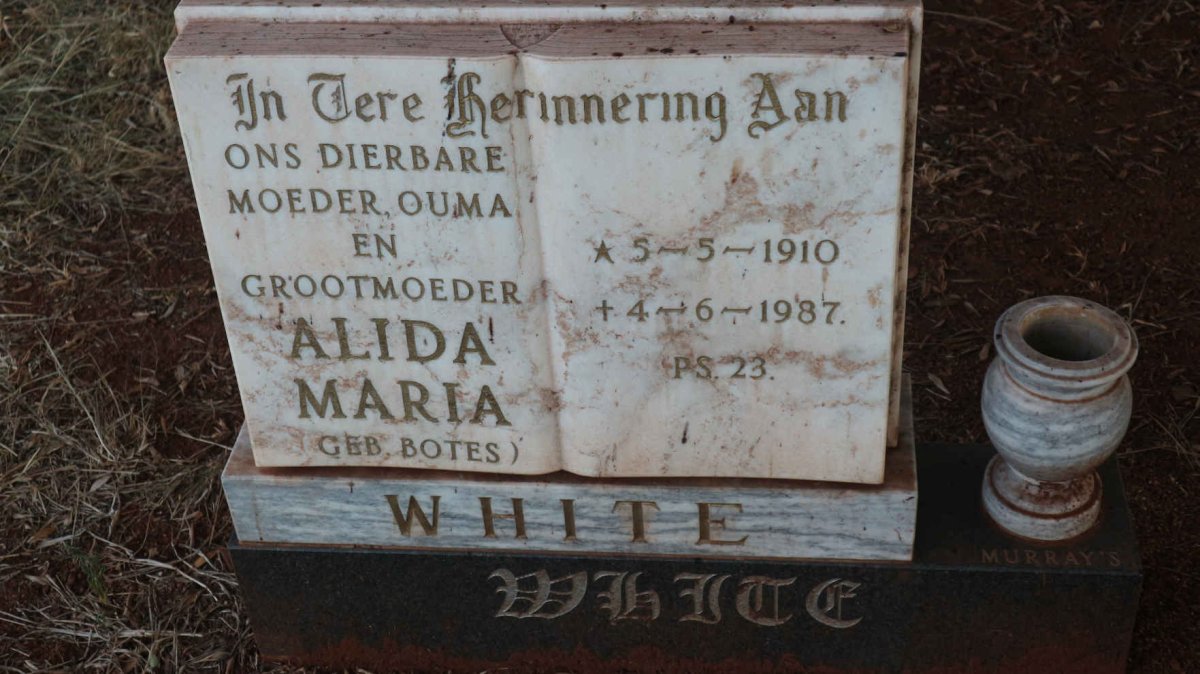 In Tere Herinnering Aan
ONS DIERBARE
MOEDER, OUMA
EN
GROOTMOEDER
ALIDA
MARIA
(GEB. BOTES)
★ 5-5-1910
+ 4-6-1987.
PS. 23.
WHITE
White
MURRAY'S